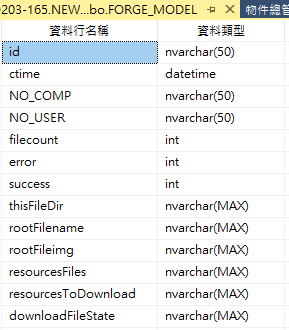 0203-165.NEW...bo.FORGE_MODEL
物件總管
資料行名稱 資料類型
id nvarchar(50)
ctime datetime
NO_COMP nvarchar(50)
NO_USER nvarchar(50)
filecount int
error int
success int
thisFileDir nvarchar(MAX)
rootFilename nvarchar(MAX)
rootFileimg nvarchar(MAX)
resourcesFiles nvarchar(MAX)
resourcesToDownload nvarchar(MAX)
downloadFileState nvarchar(MAX)